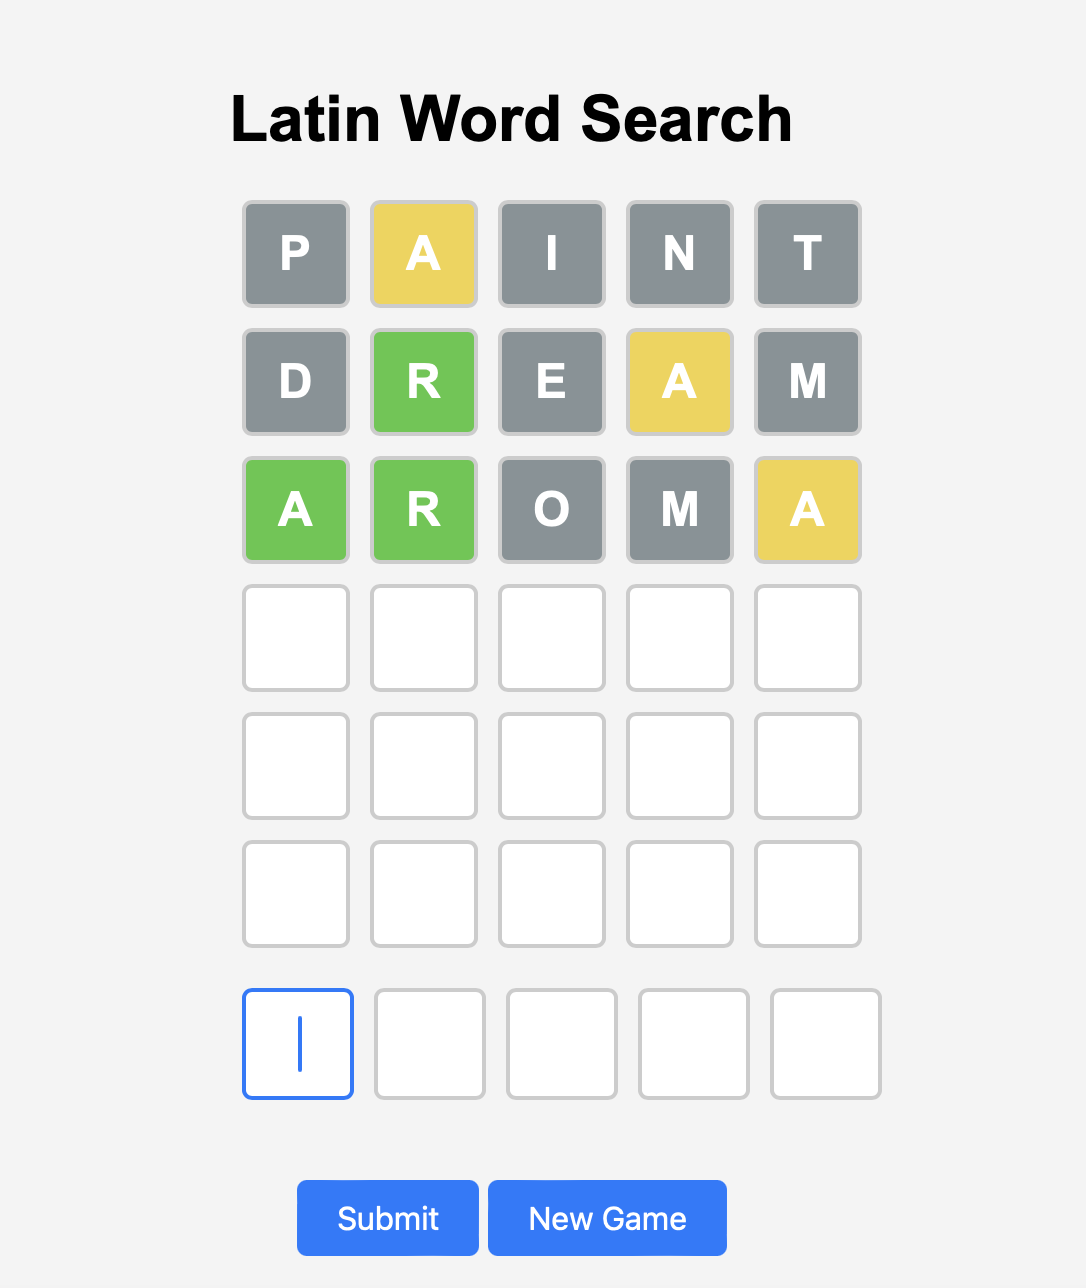 Latin Word Search
P A I N T
D R E A M
A R O M A
Submit New Game